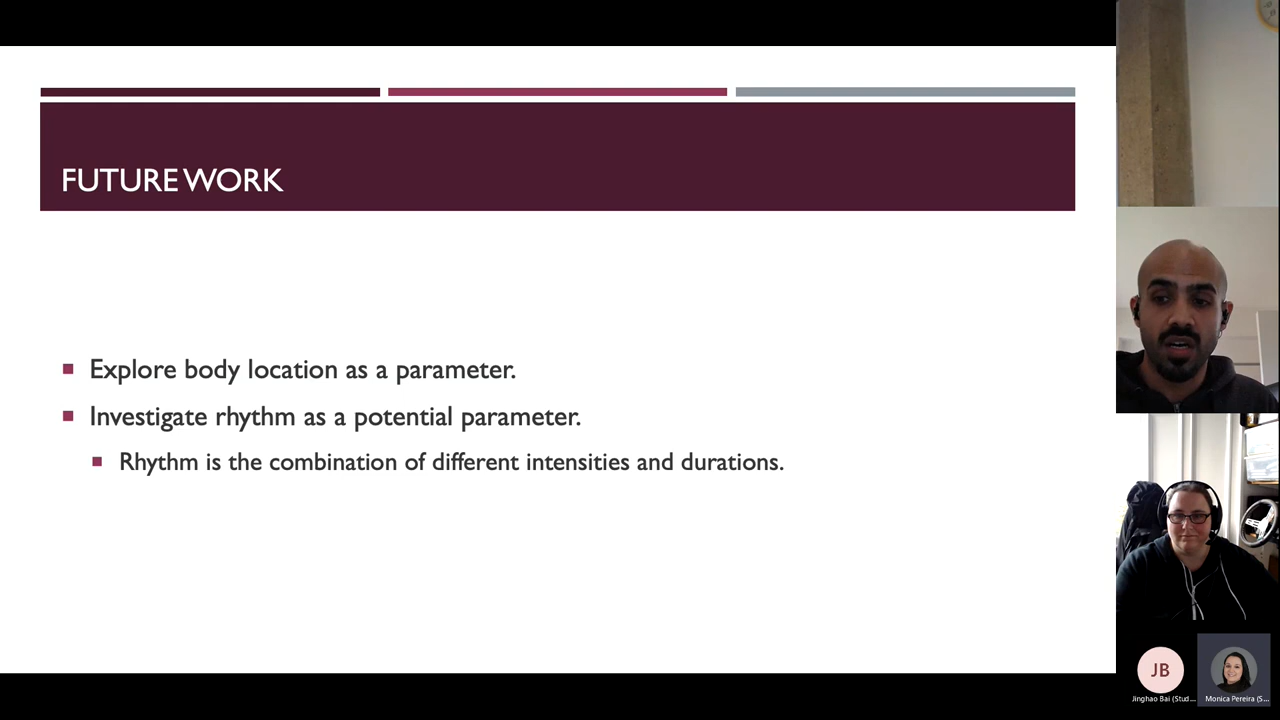 FUTURE WORK
Explore body location as a parameter.
Investigate rhythm as a potential parameter.
Rhythm is the combination of different intensities and durations.
JB
Jinghao Bai (Stud...
Monica Pereira (S...